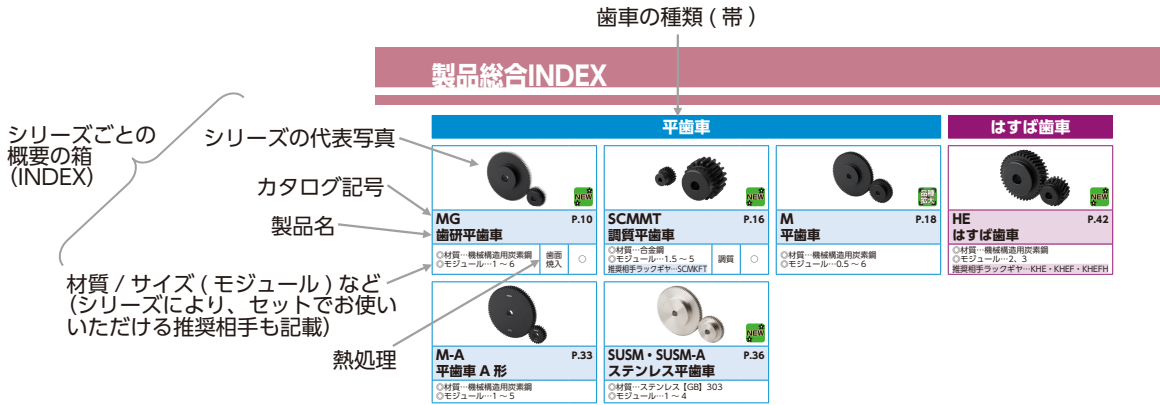 歯車の種類 ( 帯 )
製品総合INDEX
シリーズごとの
概要の箱
(INDEX)
シリーズの代表写真
カタログ記号
製品名
材質 / サイズ ( モジュール ) など
(シリーズにより、セットでお使い
いただける推奨相手も記載)
熱処理
平歯車
はすば歯車
NEW
MG P.10
歯研平歯車
◎材質…機械構造用炭素鋼
◎モジュール…1 ~ 6
歯面
焼入
○
NEW
SCMMT P.16
調質平歯車
◎材質…合金鋼
◎モジュール…1.5 ~ 5
推奨相手ラックギヤ…SCMKFT
調質
○
品種
拡大
M P.18
平歯車
◎材質…機械構造用炭素鋼
◎モジュール…0.5 ~ 6
NEW
HE P.42
はすば歯車
◎材質…機械構造用炭素鋼
◎モジュール…2、3
推奨相手ラックギヤ…KHE・KHEF・KHEFH
M-A P.33
平歯車 A 形
◎材質…機械構造用炭素鋼
◎モジュール…1 ~ 5
NEW
SUSM・SUSM-A P.36
ステンレス平歯車
◎材質…ステンレス【GB】303
◎モジュール…1 ~ 4